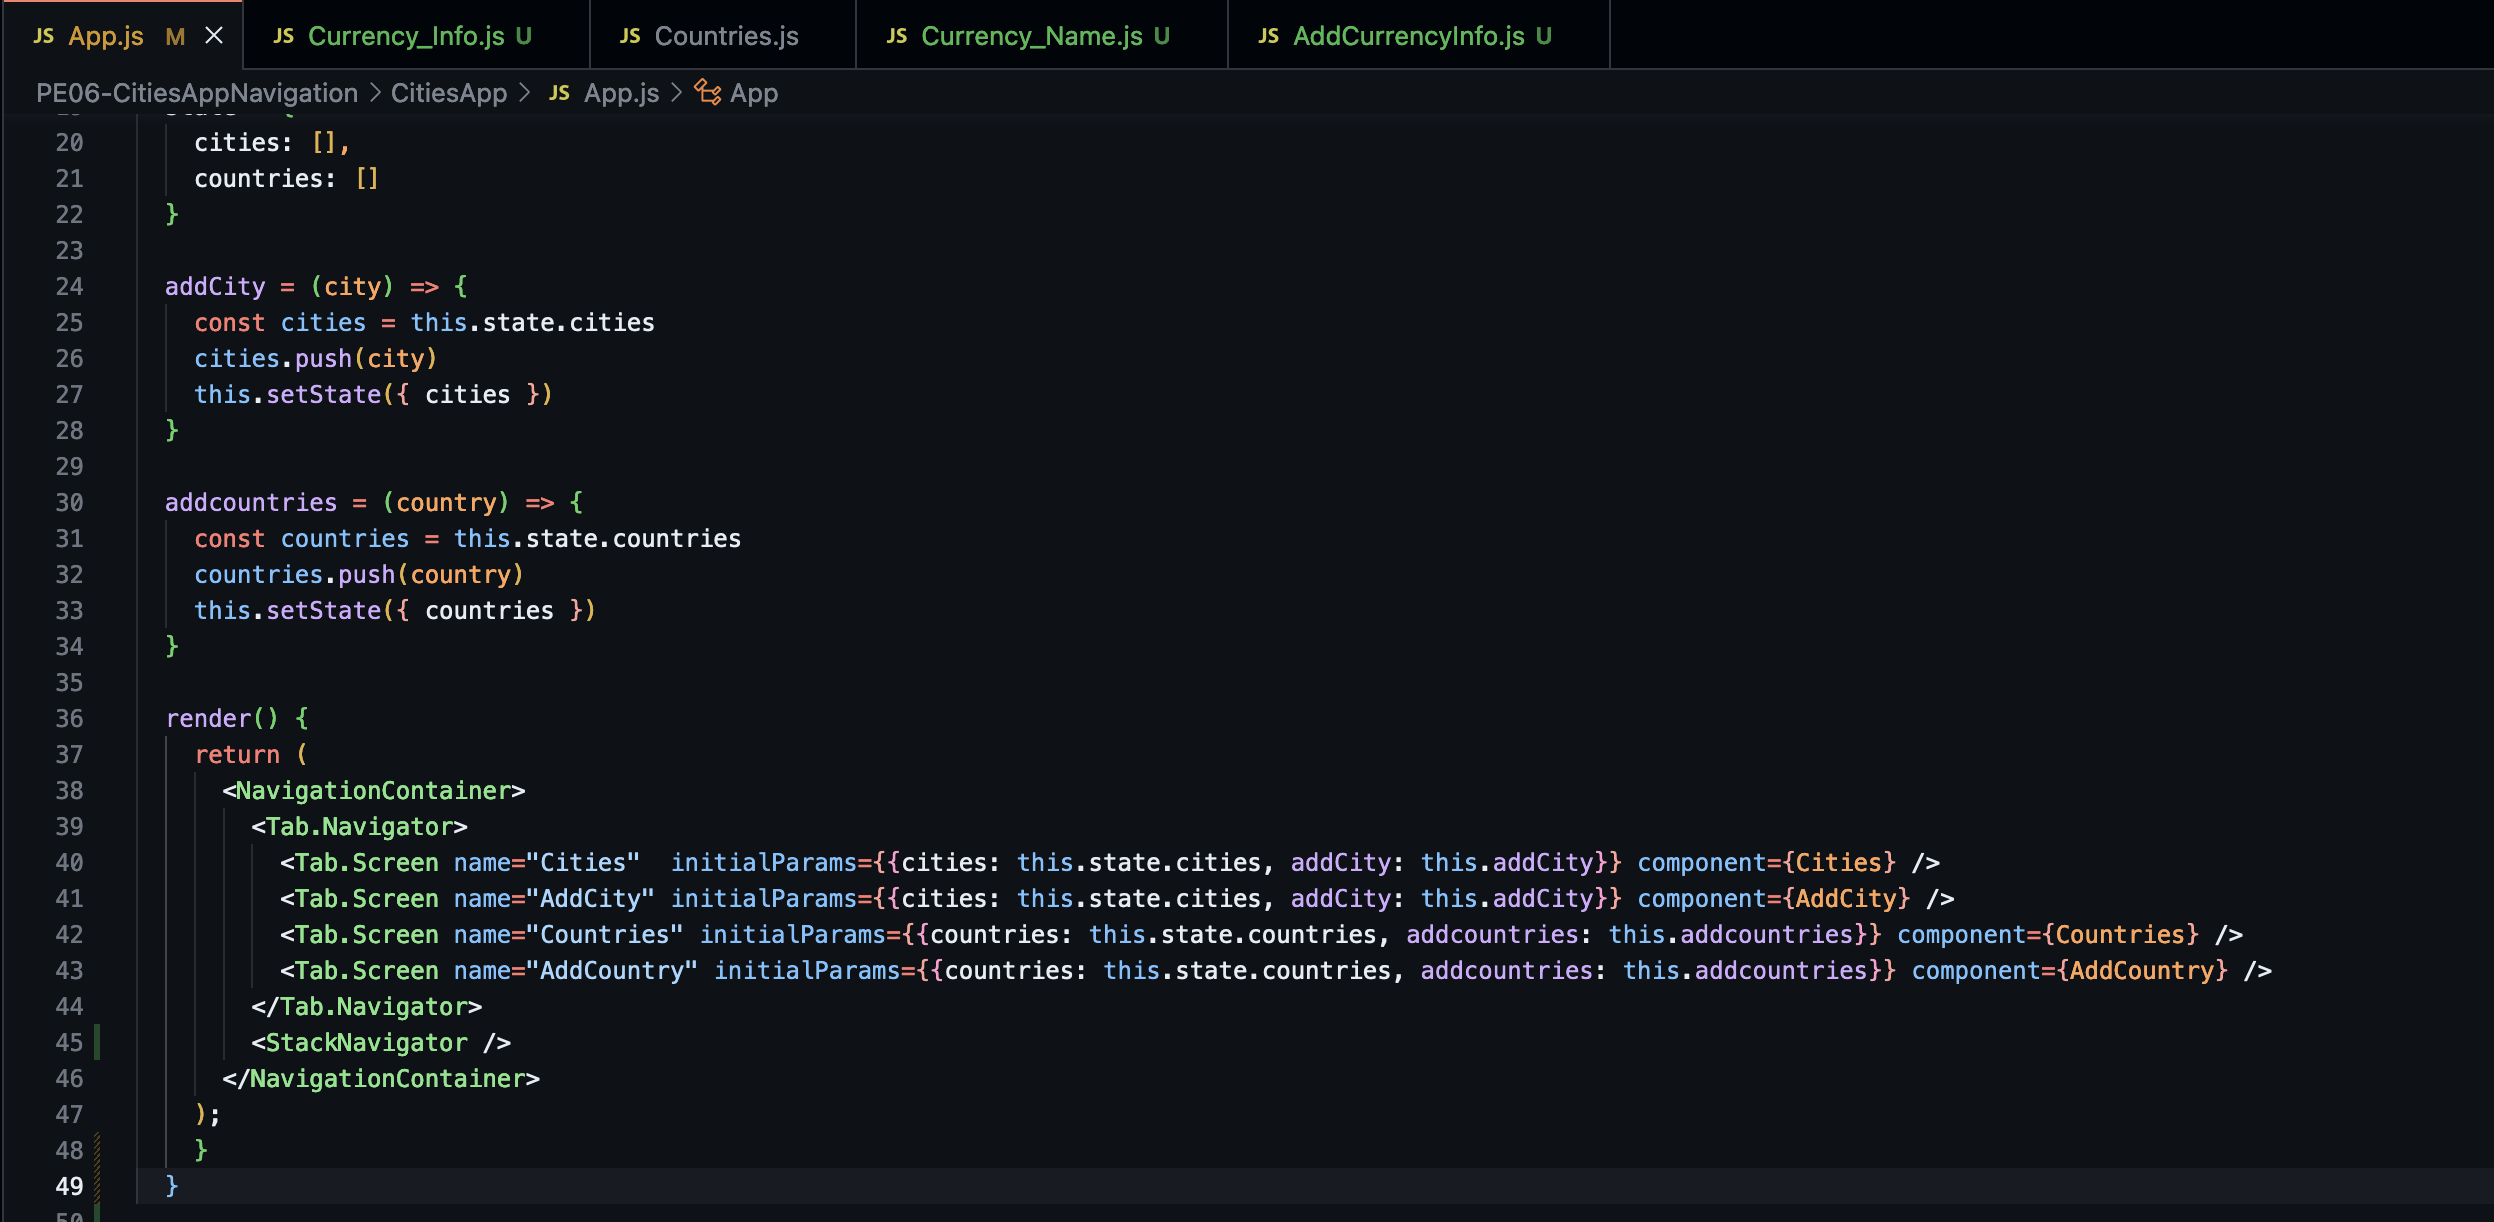 JS App.js M JS Currency_Info.js U JS Countries.js JS Currency_Name.js U JS AddCurrencyInfo.js U
PE06-CitiesAppNavigation > CitiesApp > JS App.js > App
20 cities: [],
21 countries: []
22 }
23
24 addCity = (city) => {
25 const cities = this.state.cities
26 cities.push(city)
27 this.setState({ cities })
28 }
29
30 addcountries = (country) => {
31 const countries = this.state.countries
32 countries.push(country)
33 this.setState({ countries })
34 }
35
36 render() {
37 return (
38 <NavigationContainer>
39 <Tab.Navigator>
40 <Tab.Screen name="Cities"  initialParams={{cities: this.state.cities, addCity: this.addCity}} component={Cities} />
41 <Tab.Screen name="AddCity" initialParams={{cities: this.state.cities, addCity: this.addCity}} component={AddCity} />
42 <Tab.Screen name="Countries" initialParams={{countries: this.state.countries, addcountries: this.addcountries}} component={Countries} />
43 <Tab.Screen name="AddCountry" initialParams={{countries: this.state.countries, addcountries: this.addcountries}} component={AddCountry} />
44 </Tab.Navigator>
45 <StackNavigator />
46 </NavigationContainer>
47 );
48 }
49 }
50